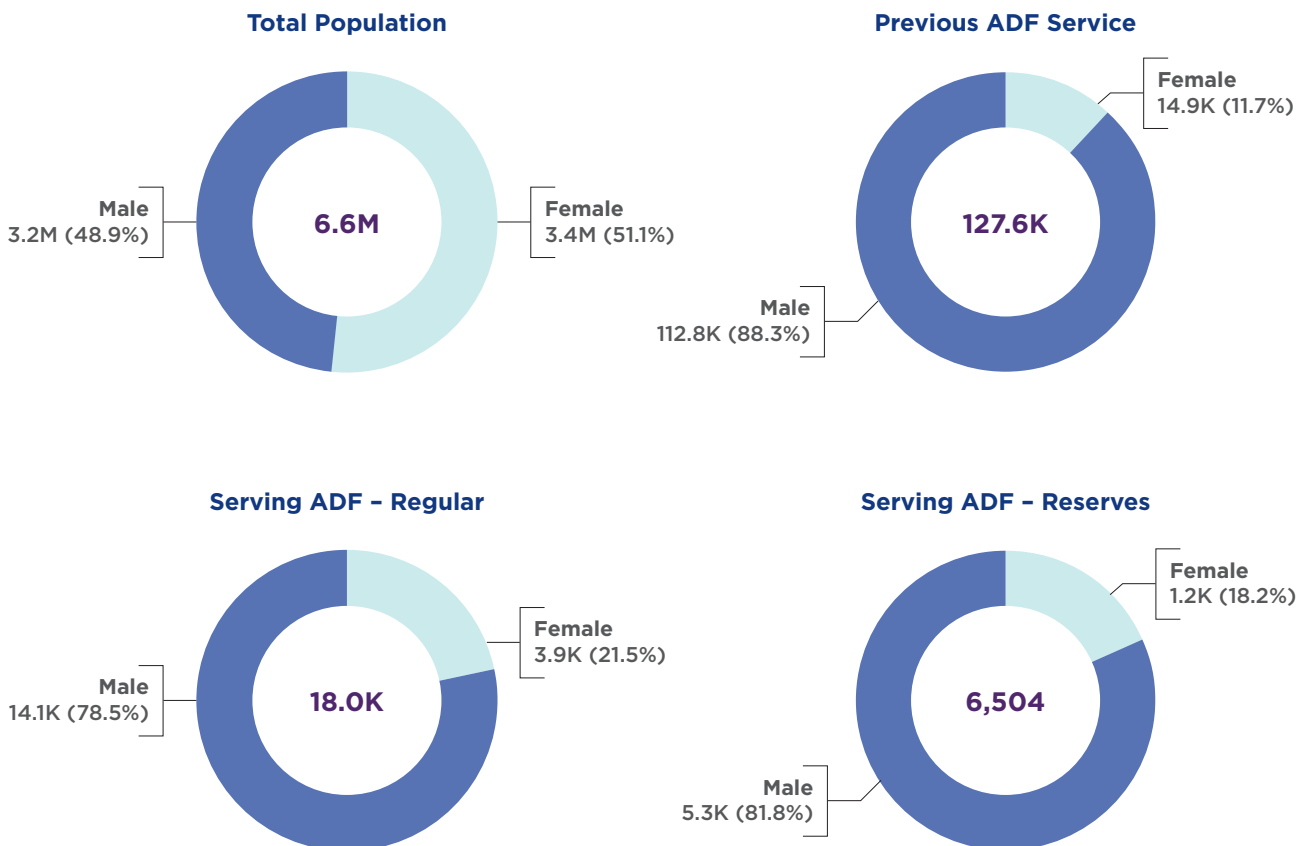 Total Population
Male
3.2M (48.9%)
6.6M
Female
3.4M (51.1%)
Previous ADF Service
Female
14.9K (11.7%)
127.6K
Male
112.8K (88.3%)
Serving ADF – Regular
Female
3.9K (21.5%)
Male
14.1K (78.5%)
18.0K
Serving ADF – Reserves
Female
1.2K (18.2%)
6,504
Male
5.3K (81.8%)